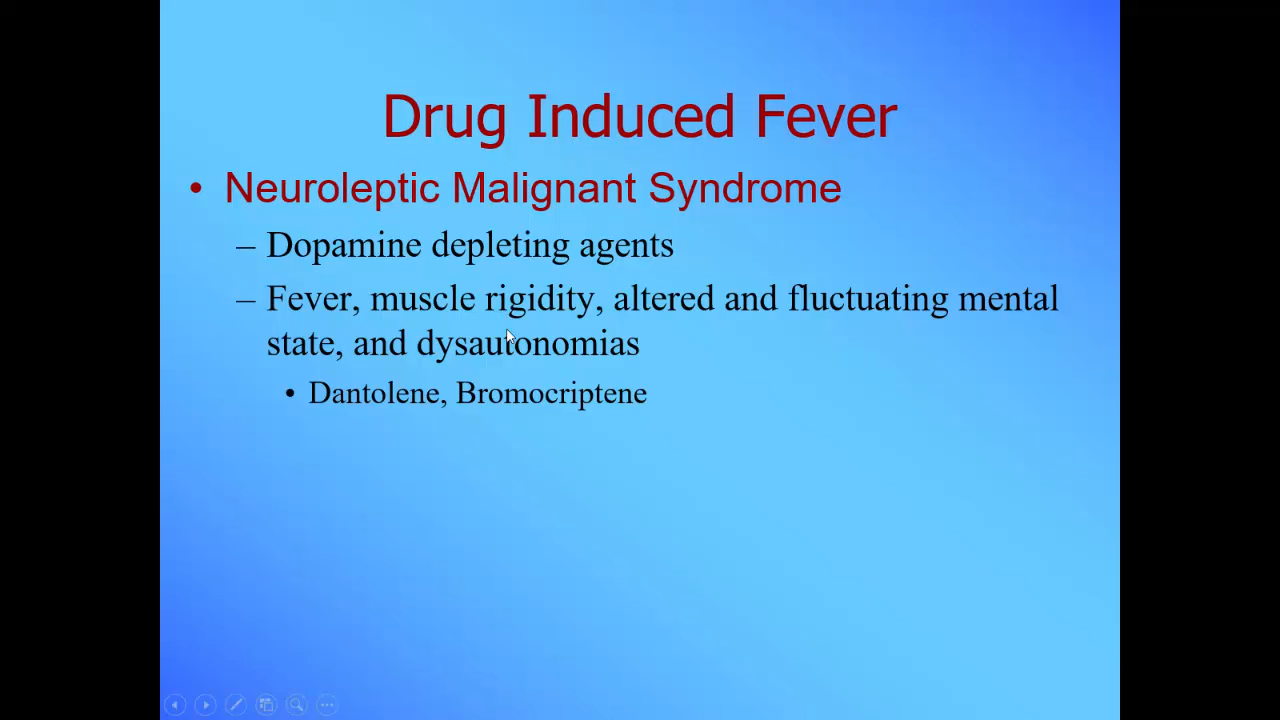 Drug Induced Fever
• Neuroleptic Malignant Syndrome
– Dopamine depleting agents
– Fever, muscle rigidity, altered and fluctuating mental
state, and dysautonomias
• Dantolene, Bromocriptene